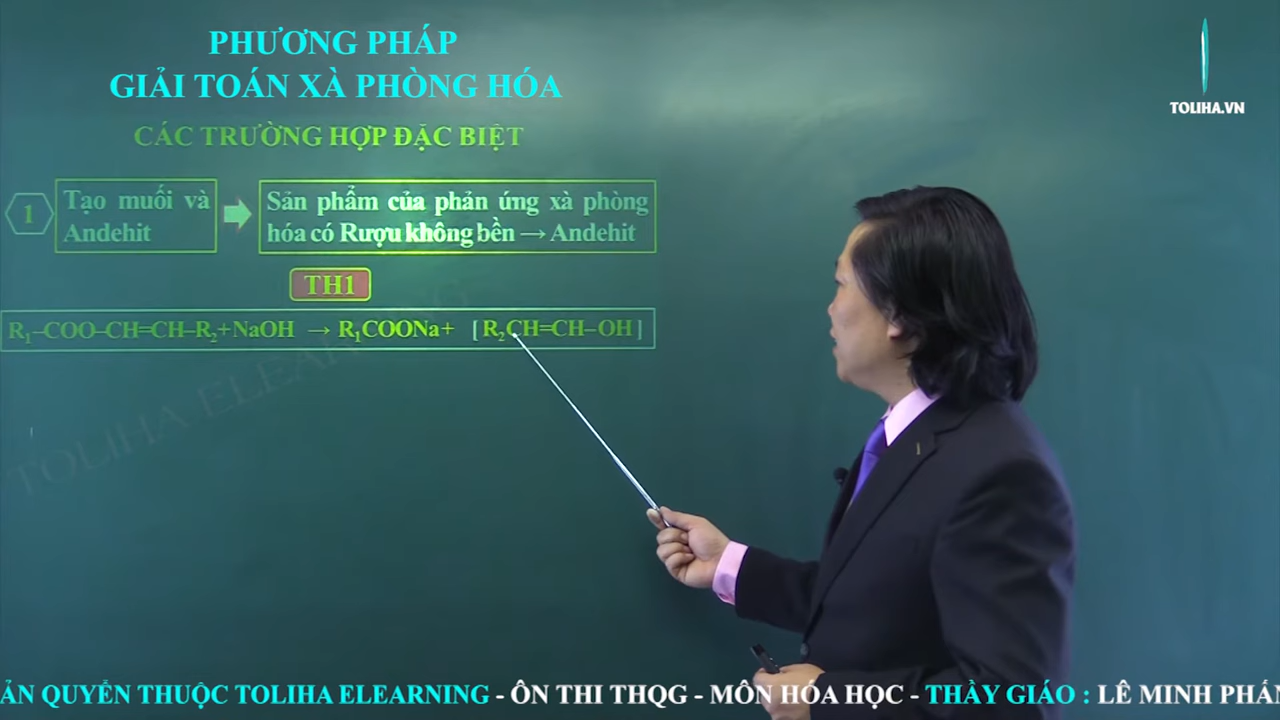 PHƯƠNG PHÁP
GIẢI TOÁN XÀ PHÒNG HÓA
CÁC TRƯỜNG HỢP ĐẶC BIỆT
TOLIHA.VN
1
Tạo muối và
Andehit
Sản phẩm của phản ứng xà phòng
hóa có Rượu không bền → Andehit
TH1
R₁–COO–CH=CH–R₂+NaOH → R₁COONa+ [R₂CH=CH–OH]
TOLIHA ELEARNING
ẢN QUYỀN THUỘC TOLIHA ELEARNING - ÔN THI THQG - MÔN HÓA HỌC - THẦY GIÁO : LÊ MINH PHẤN